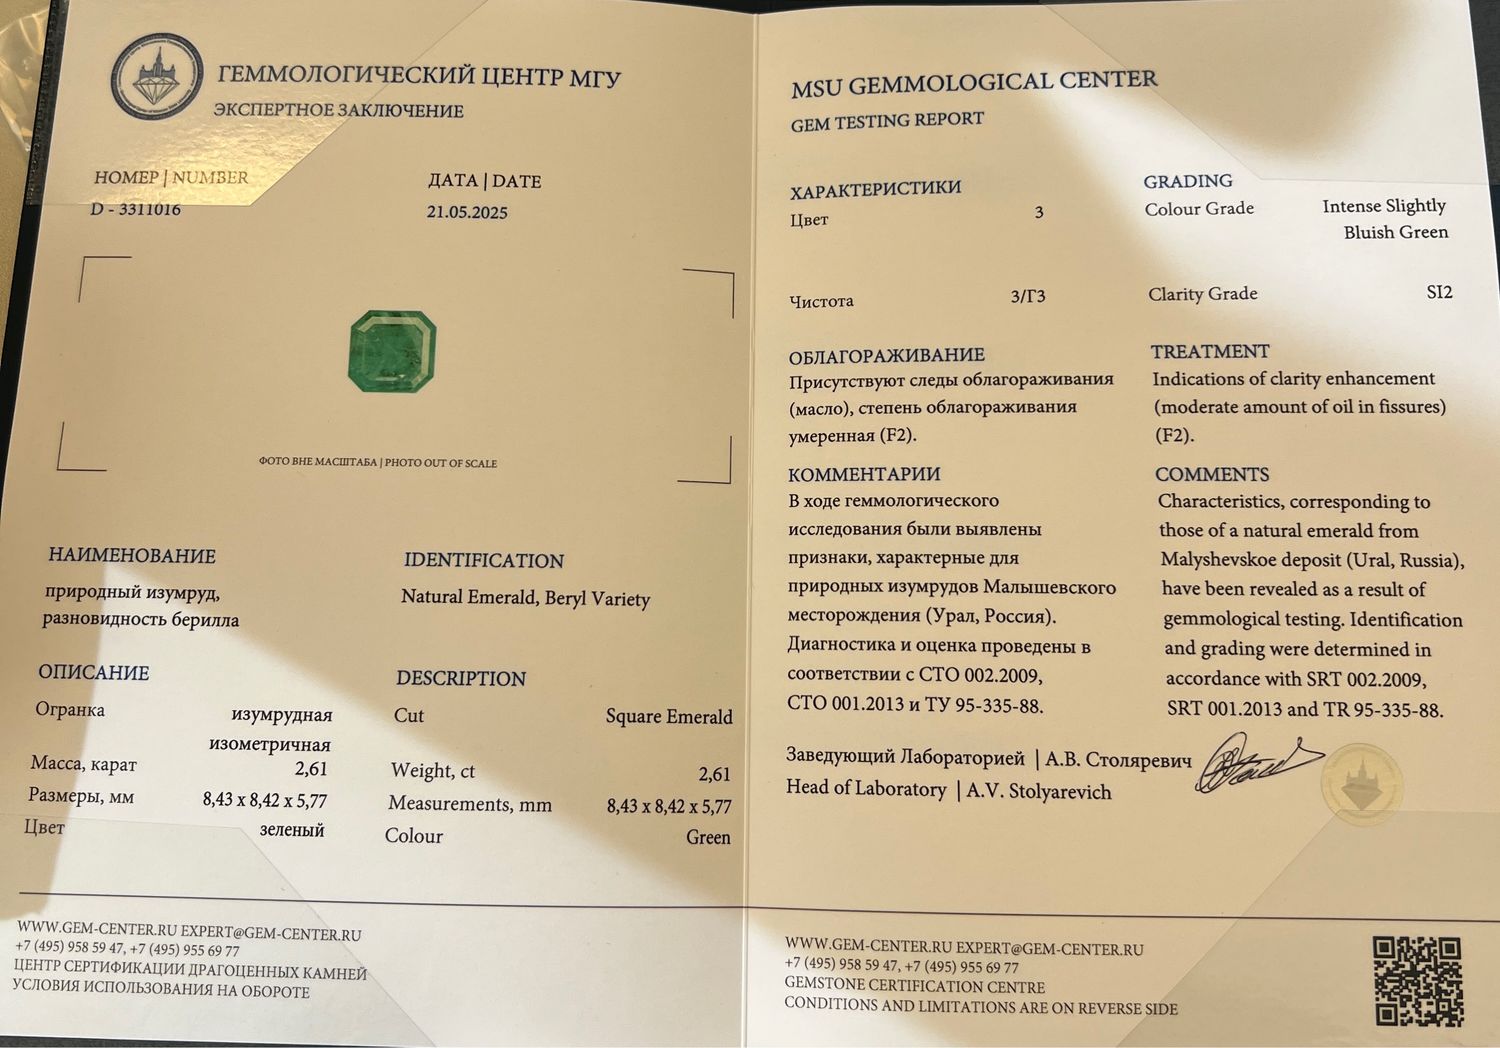 ГЕММОЛОГИЧЕСКИЙ ЦЕНТР МГУ
ЭКСПЕРТНОЕ ЗАКЛЮЧЕНИЕ
НОМЕР | NUMBER
D - 3311016
ДАТА | DATE
21.05.2025
ФОТО ВНЕ МАСШТАБА | PHOTO OUT OF SCALE
НАИМЕНОВАНИЕ
природный изумруд,
разновидность берилла
IDENTIFICATION
Natural Emerald, Beryl Variety
ОПИСАНИЕ
Огранка изумрудная
изометричная
Масса, карат 2,61
Размеры, мм 8,43 x 8,42 x 5,77
Цвет зеленый
DESCRIPTION
Cut Square Emerald
Weight, ct 2,61
Measurements, mm 8,43 x 8,42 x 5,77
Colour Green
WWW.GEM-CENTER.RU EXPERT@GEM-CENTER.RU
+7 (495) 958 59 47, +7 (495) 955 69 77
ЦЕНТР СЕРТИФИКАЦИИ ДРАГОЦЕННЫХ КАМНЕЙ
УСЛОВИЯ ИСПОЛЬЗОВАНИЯ НА ОБОРОТЕ
MSU GEMMOLOGICAL CENTER
GEM TESTING REPORT
ХАРАКТЕРИСТИКИ
Цвет 3
Чистота 3/Г3
GRADING
Colour Grade Intense Slightly
Bluish Green
Clarity Grade SI2
ОБЛАГОРАЖИВАНИЕ
Присутствуют следы облагораживания
(масло), степень облагораживания
умеренная (F2).
TREATMENT
Indications of clarity enhancement
(moderate amount of oil in fissures)
(F2).
КОММЕНТАРИИ
В ходе геммологического
исследования были выявлены
признаки, характерные для
природных изумрудов Малышевского
месторождения (Урал, Россия).
Диагностика и оценка проведены в
соответствии с СТО 002.2009,
СТО 001.2013 и ТУ 95-335-88.
COMMENTS
Characteristics, corresponding to
those of a natural emerald from
Malyshevskoe deposit (Ural, Russia),
have been revealed as a result of
gemmological testing. Identification
and grading were determined in
accordance with SRT 002.2009,
SRT 001.2013 and TR 95-335-88.
Заведующий Лабораторией | А.В. Столяревич
Head of Laboratory | A.V. Stolyarevich
WWW.GEM-CENTER.RU EXPERT@GEM-CENTER.RU
+7 (495) 958 59 47, +7 (495) 955 69 77
GEMSTONE CERTIFICATION CENTRE
CONDITIONS AND LIMITATIONS ARE ON REVERSE SIDE